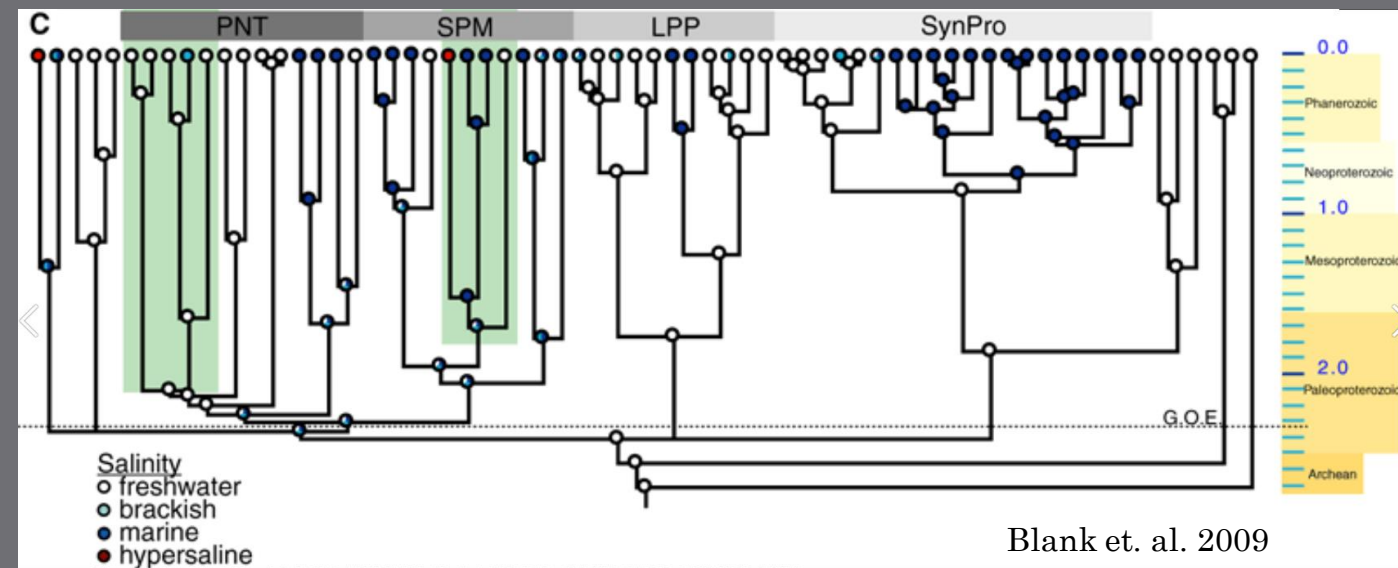 C
PNT SPM LPP SynPro
0.0
Phanerozoic
Neoproterozoic
1.0
Mesoproterozoic
2.0
Paleoproterozoic
G.O.E.
Archean
Salinity
freshwater
brackish
marine
hypersaline
Blank et. al. 2009